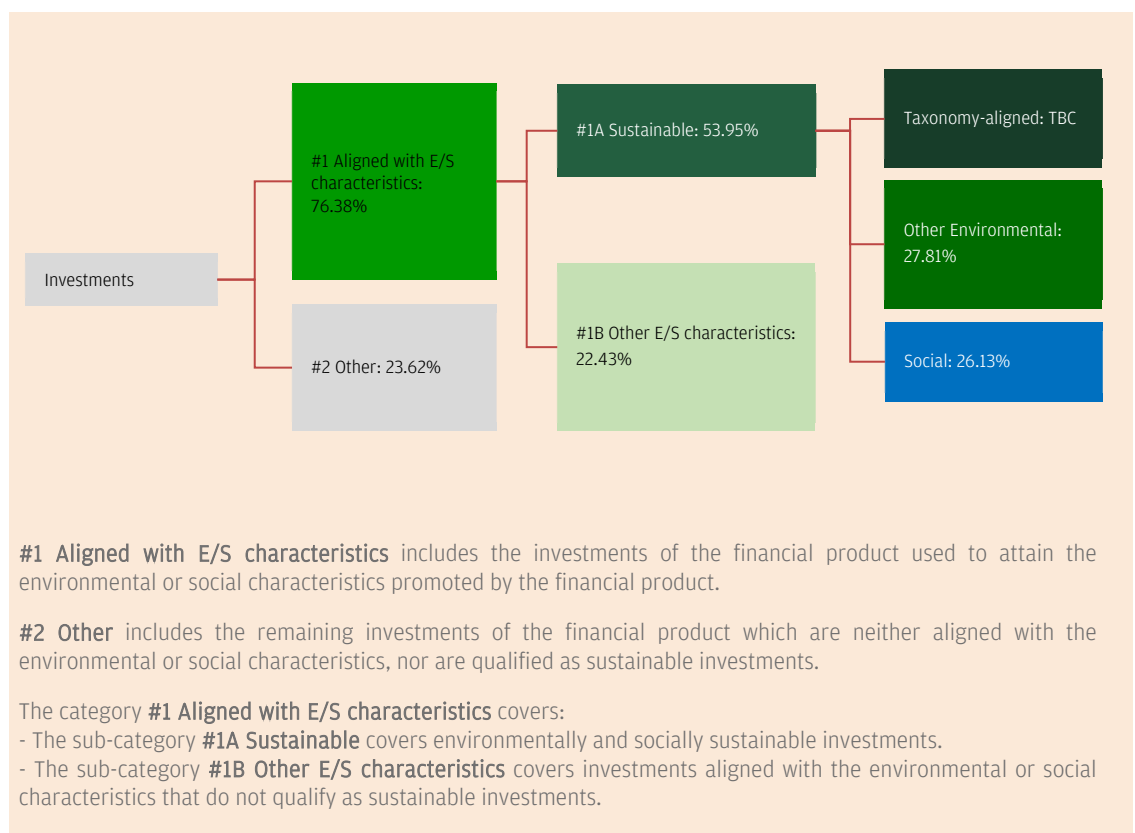 Investments
#1 Aligned with E/S
characteristics:
76.38%
#2 Other: 23.62%
#1A Sustainable: 53.95%
#1B Other E/S characteristics:
22.43%
Taxonomy-aligned: TBC
Other Environmental:
27.81%
Social: 26.13%
#1 Aligned with E/S characteristics includes the investments of the financial product used to attain the
environmental or social characteristics promoted by the financial product.
#2 Other includes the remaining investments of the financial product which are neither aligned with the
environmental or social characteristics, nor are qualified as sustainable investments.
The category #1 Aligned with E/S characteristics covers:
- The sub-category #1A Sustainable covers environmentally and socially sustainable investments.
- The sub-category #1B Other E/S characteristics covers investments aligned with the environmental or social
characteristics that do not qualify as sustainable investments.